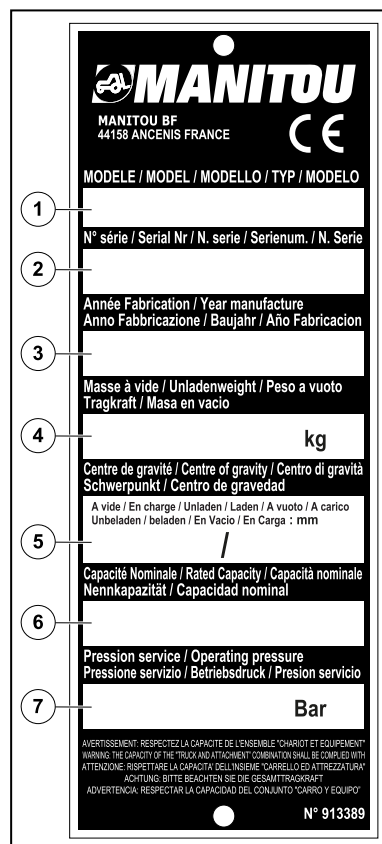 MANITOU
MANITOU BF
44158 ANCENIS FRANCE
CE
MODELE / MODEL / MODELLO / TYP / MODELO
1
N° série / Serial Nr / N. serie / Serienum. / N. Serie
2
Année Fabrication / Year manufacture
Anno Fabbricazione / Baujahr / Año Fabricacion
3
Masse à vide / Unladenweight / Peso a vuoto
Tragkraft / Masa en vacio
4
kg
Centre de gravité / Centre of gravity / Centro di gravità
Schwerpunkt / Centro de gravedad
A vide / En charge / Unladen / Laden / A vuoto / A carico
Unbeladen / beladen / En Vacio / En Carga : mm
5
/
Capacité Nominale / Rated Capacity / Capacità nominale
Nennkapazität / Capacidad nominal
6
Pression service / Operating pressure
Pressione servizio / Betriebsdruck / Presion servicio
7
Bar
AVERTISSEMENT: RESPECTEZ LA CAPACITE DE L'ENSEMBLE "CHARIOT ET EQUIPEMENT"
WARNING: THE CAPACITY OF THE "TRUCK AND ATTACHMENT" COMBINATION SHALL BE COMPLIED WITH
ATTENZIONE: RISPETTARE LA CAPACITA' DELL'INSIEME "CARRELLO ED ATTREZZATURA"
ACHTUNG: BITTE BEACHTEN SIE DIE GESAMTTRAGKRAFT
ADVERTENCIA: RESPECTAR LA CAPACIDAD DEL CONJUNTO "CARRO Y EQUIPO"
N° 913389